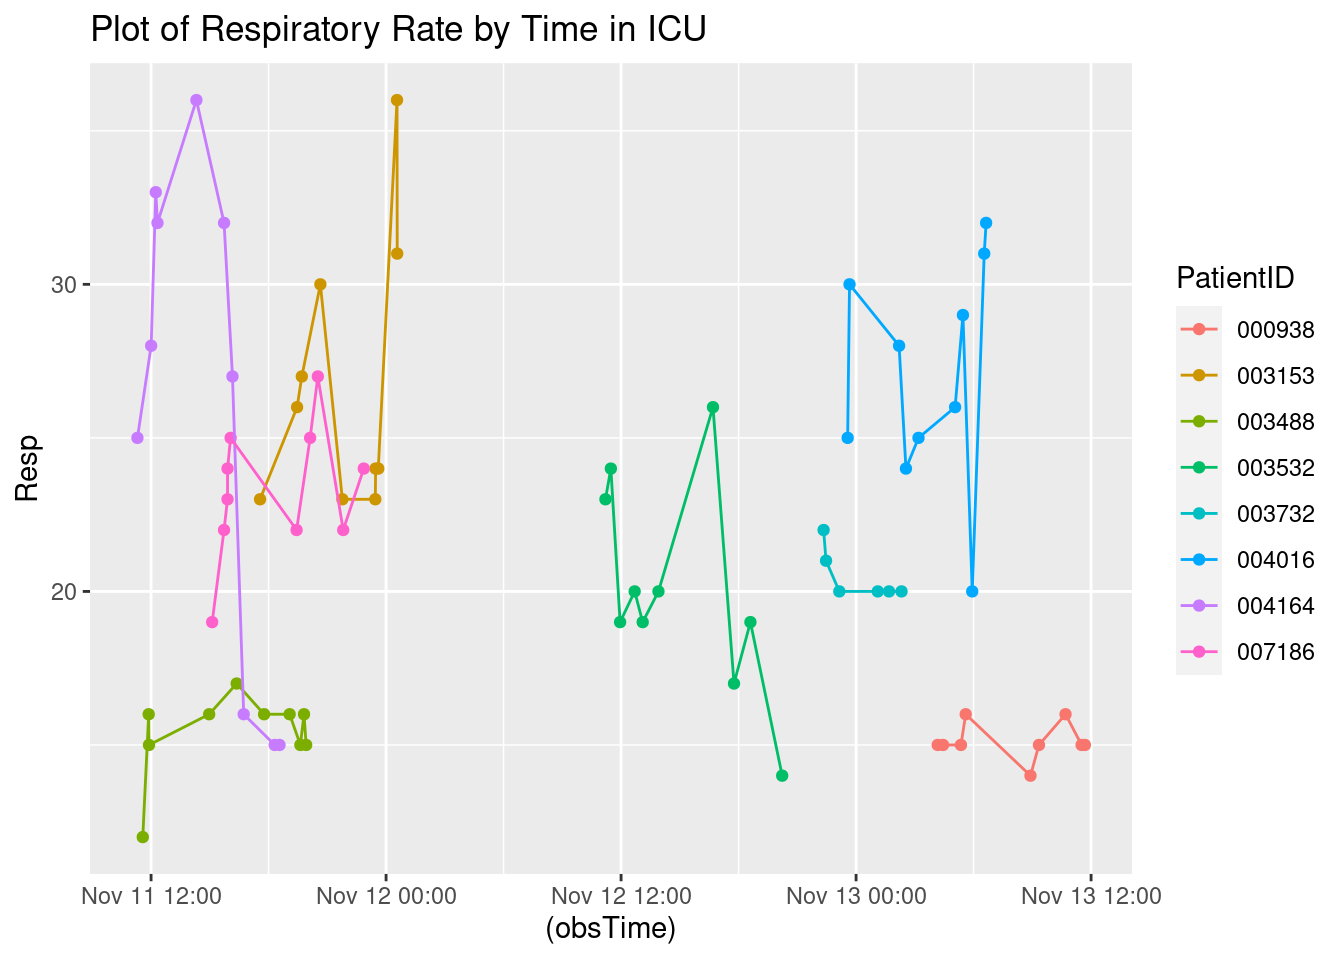 Plot of Respiratory Rate by Time in ICU
Resp
30
20
Nov 11 12:00
Nov 12 00:00
Nov 12 12:00
Nov 13 00:00
Nov 13 12:00
(obsTime)
PatientID
000938
003153
003488
003532
003732
004016
004164
007186